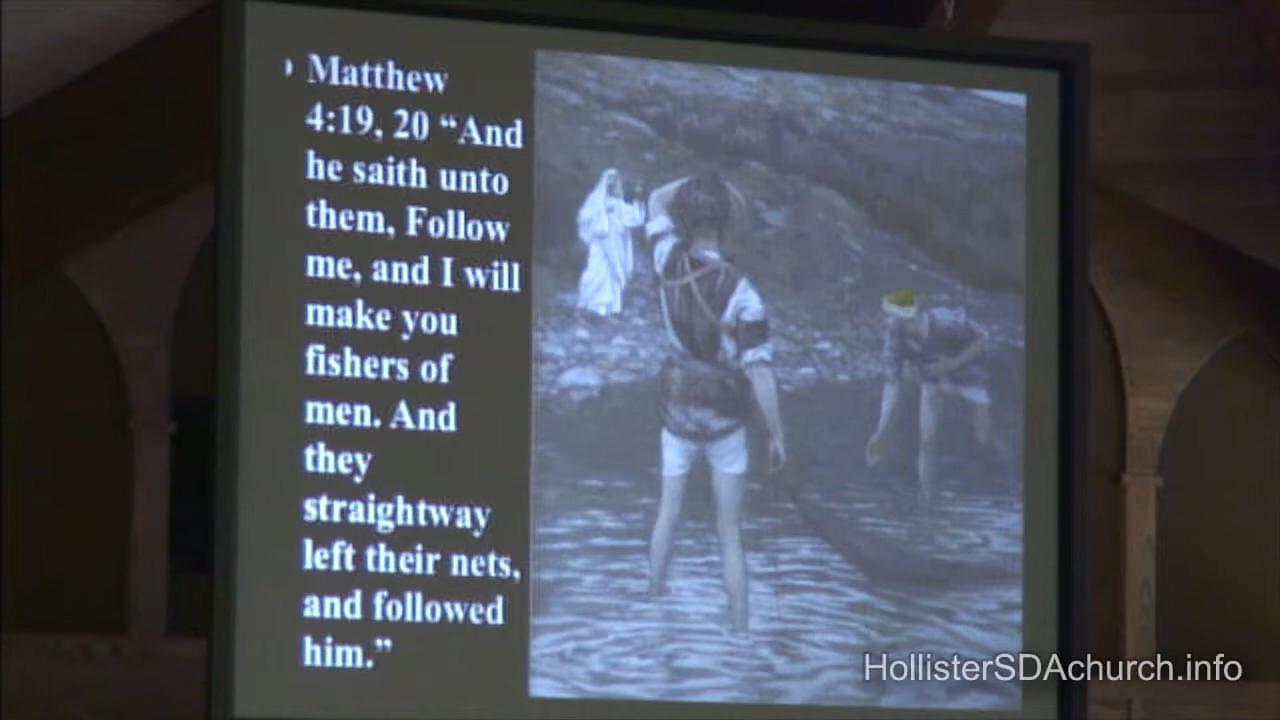 Matthew
4:19, 20 “And
he saith unto
them, Follow
me, and I will
make you
fishers of
men. And
they
straightway
left their nets,
and followed
him.”
HollisterSDAchurch.info